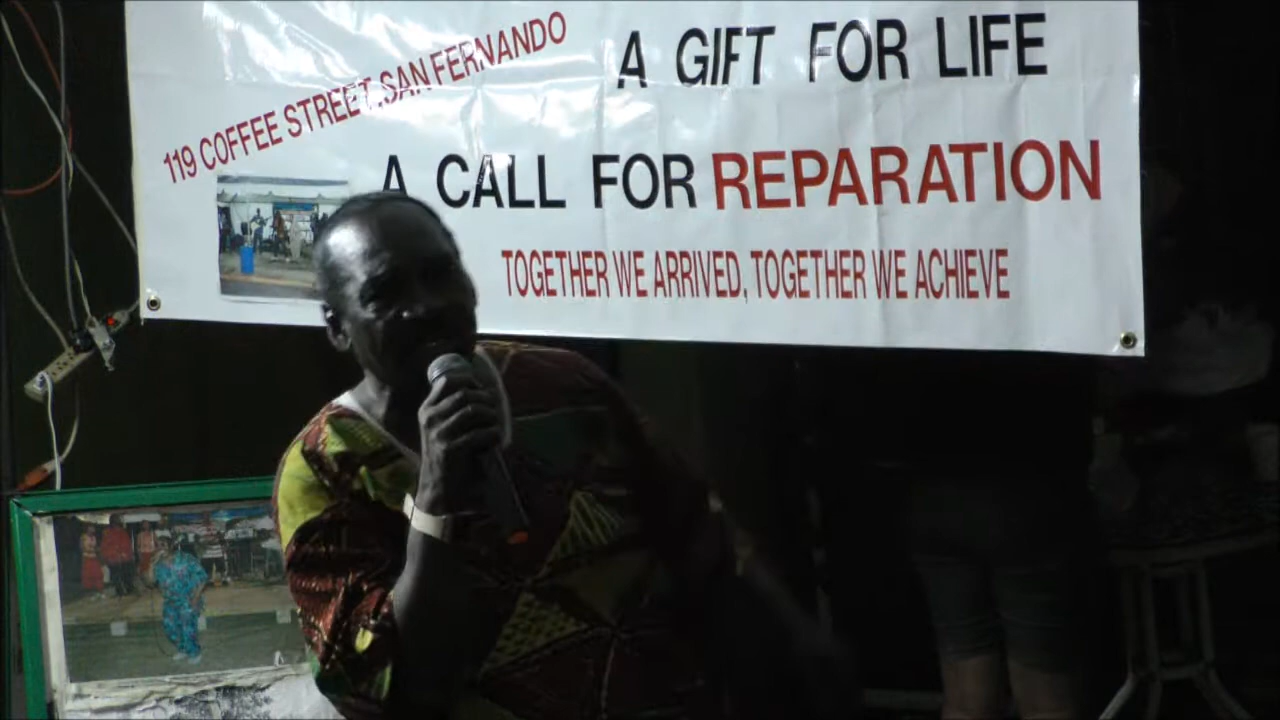 119 COFFEE STREET.SAN FERNANDO
A GIFT FOR LIFE
A CALL FOR REPARATION
TOGETHER WE ARRIVED, TOGETHER WE ACHIEVE